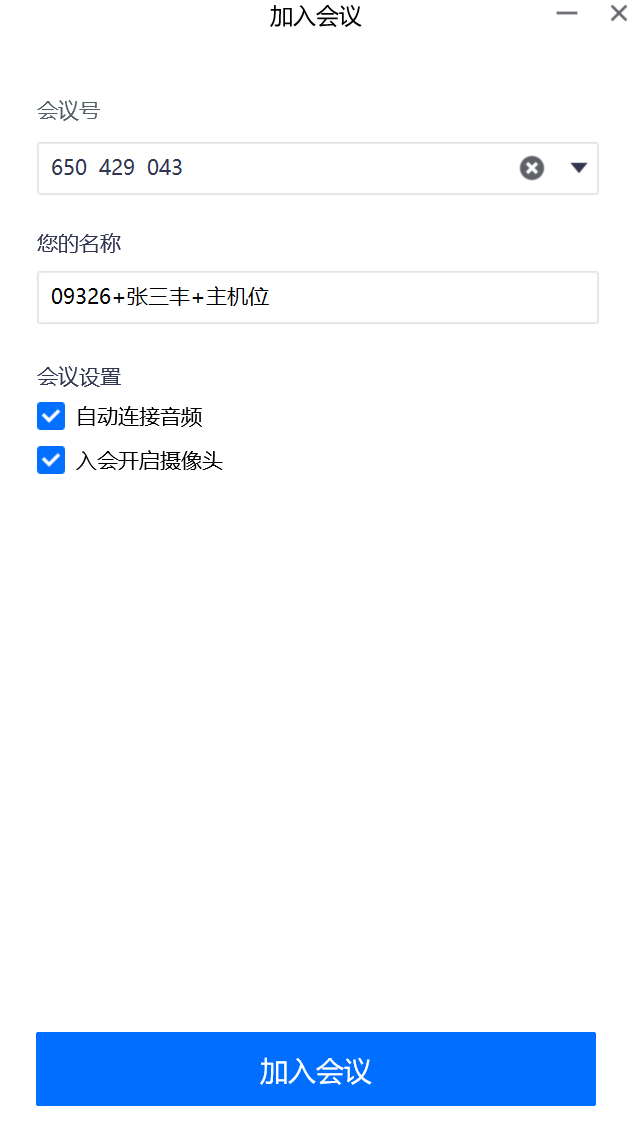 加入会议
会议号
650 429 043
您的名称
09326+张三丰+主机位
会议设置
自动连接音频
入会开启摄像头
加入会议